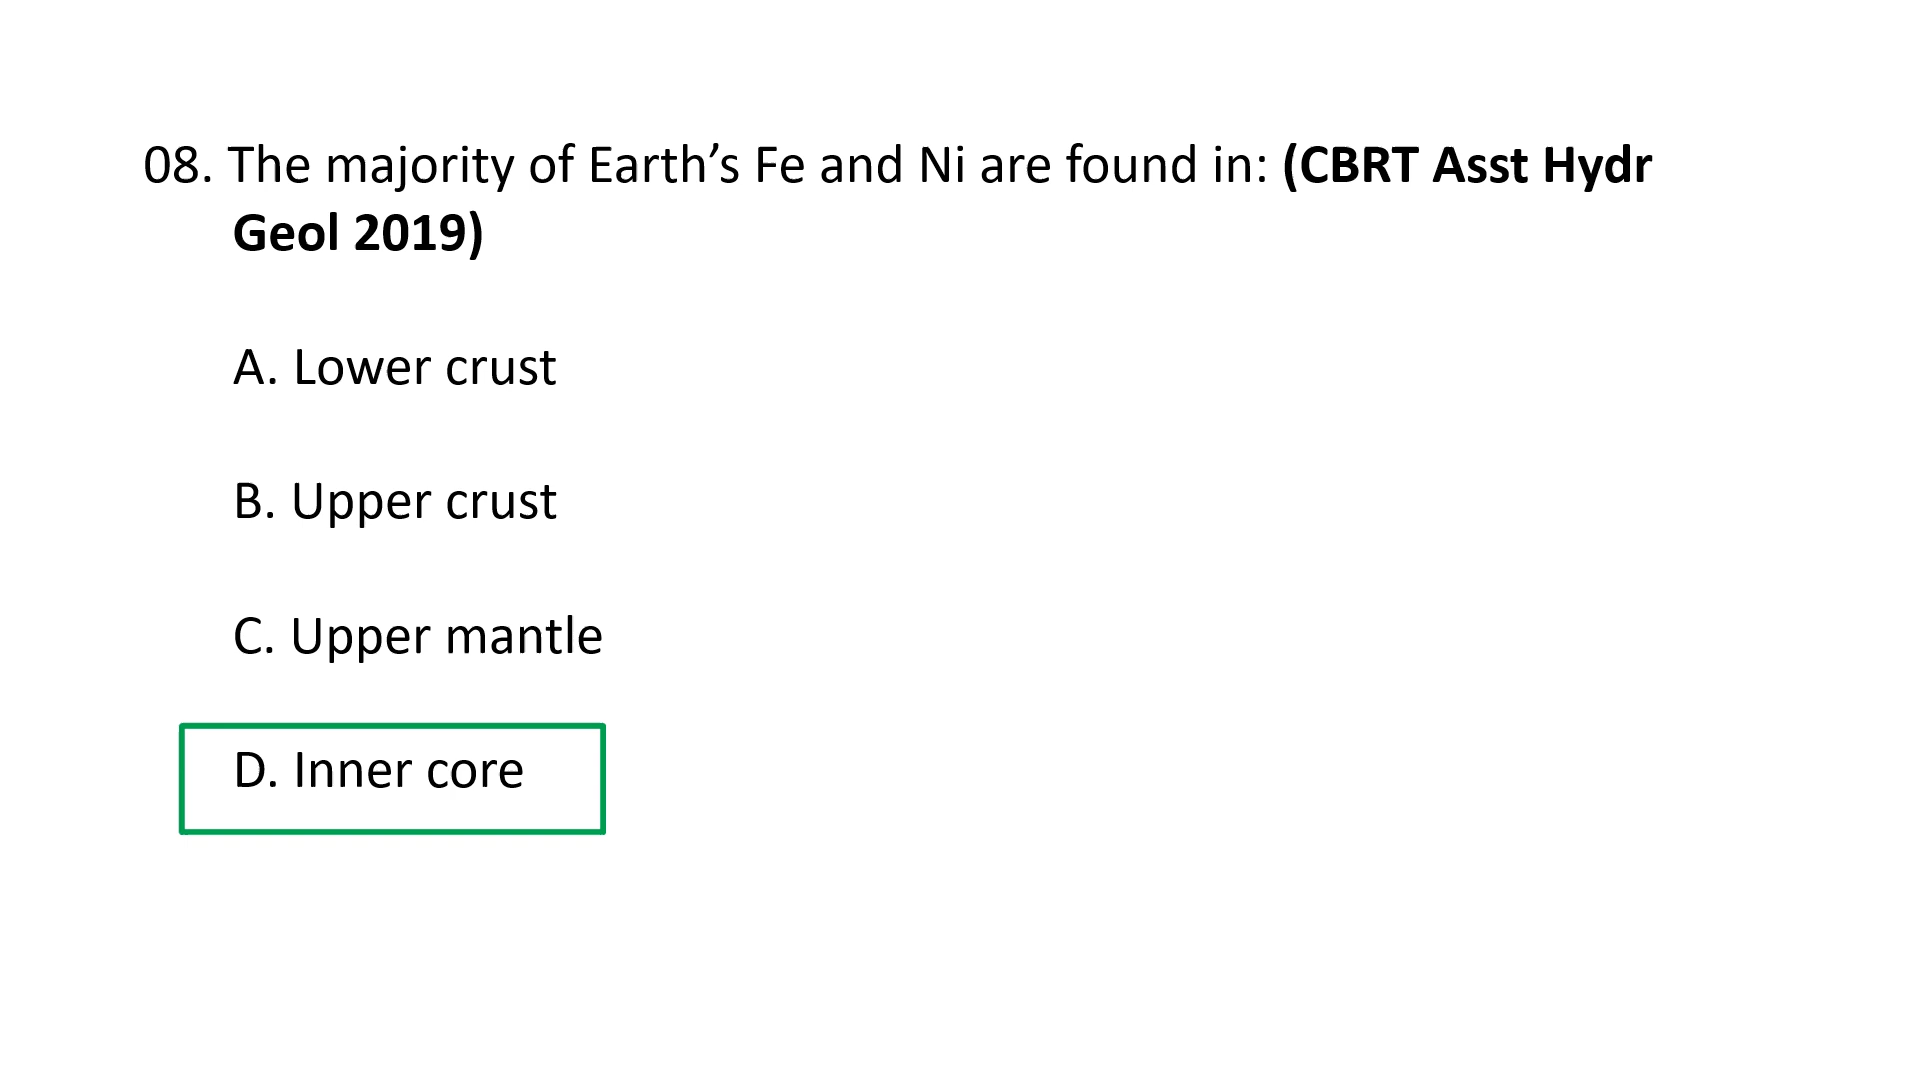 08. The majority of Earth’s Fe and Ni are found in: (CBRT Asst Hydr
Geol 2019)
A. Lower crust
B. Upper crust
C. Upper mantle
D. Inner core